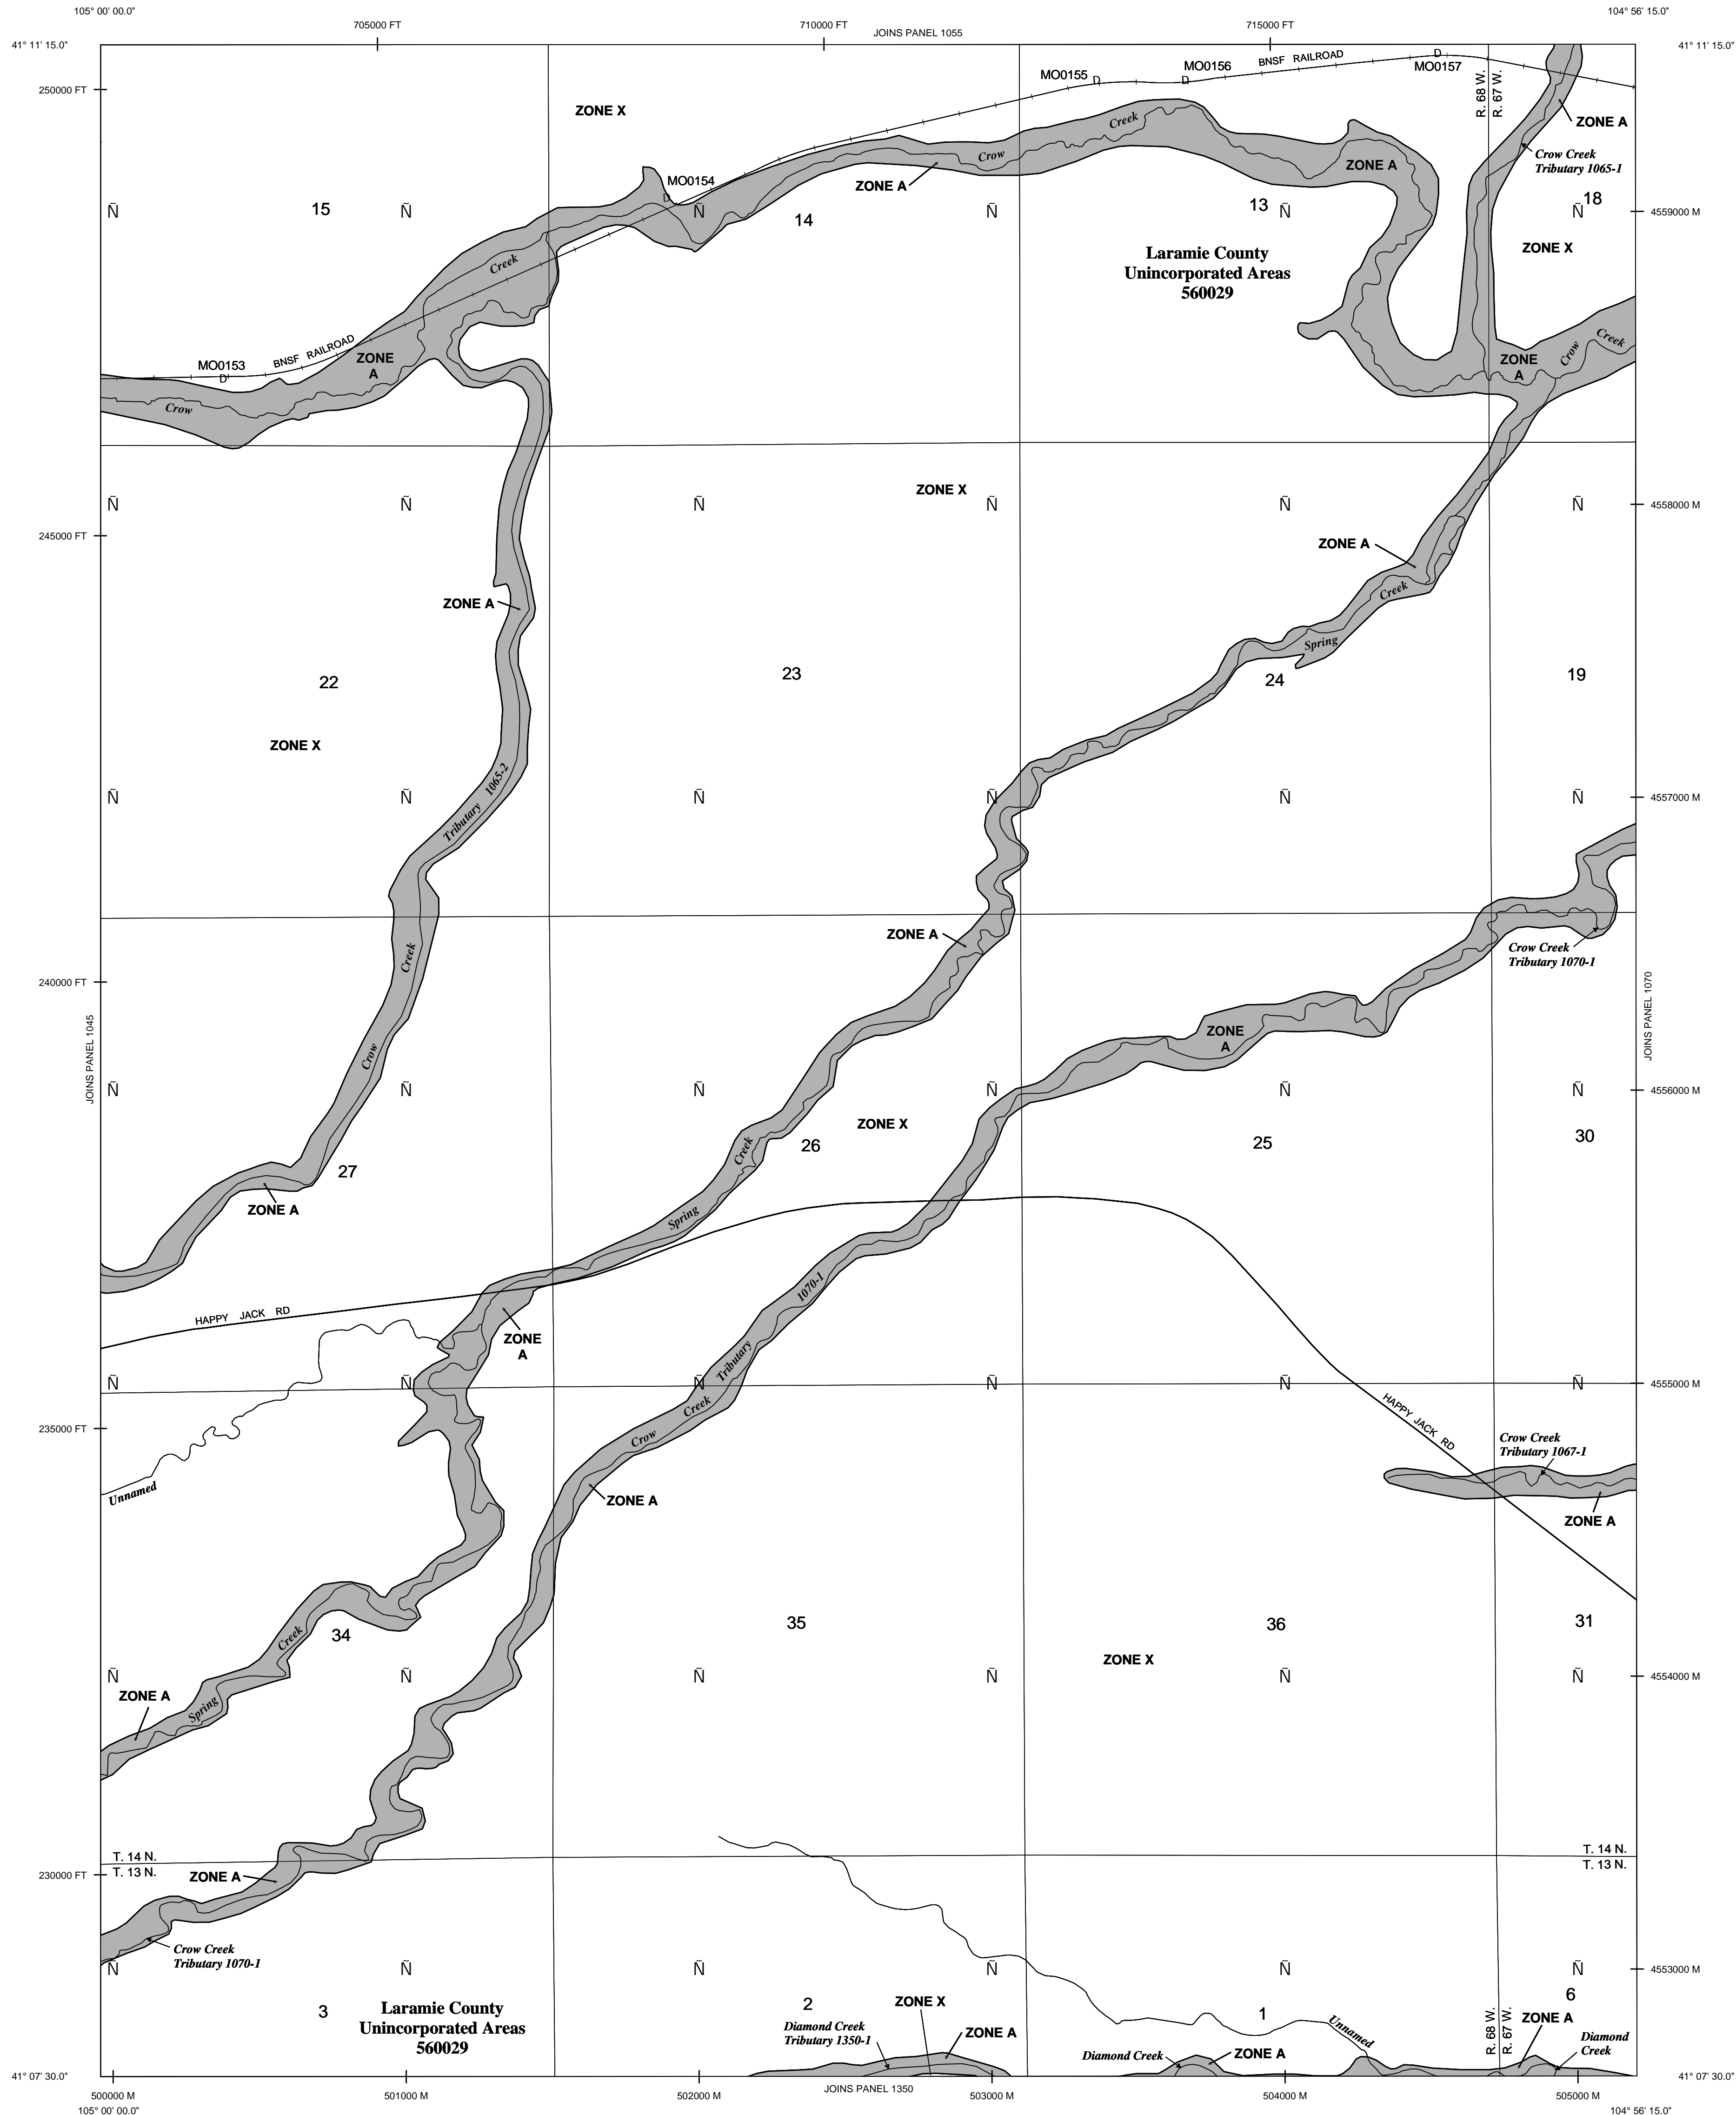 105° 00' 00.0"
705000 FT
710000 FT
JOINS PANEL 1055
715000 FT
104° 56' 15.0"
41° 11' 15.0"
41° 11' 15.0"
250000 FT
ZONE X
MO0155
D
MO0156
D
BNSF RAILROAD
D
MO0157
R. 68 W.
R. 67 W.
ZONE A
Crow Creek
Tributary 1065-1
Creek
Crow
ZONE A
ZONE A
MO0154
D
15
14
13
18
Ñ
Ñ
Ñ
Ñ
Ñ
Ñ
4559000 M
ZONE X
Laramie County
Unincorporated Areas
560029
Creek
MO0153
D
BNSF RAILROAD
ZONE
A
Crow
ZONE
A
Crow
Creek
ZONE X
Ñ
Ñ
Ñ
Ñ
Ñ
Ñ
4558000 M
245000 FT
ZONE A
ZONE A
Creek
Spring
22
23
24
19
ZONE X
Tributary 1065-2
Ñ
Ñ
Ñ
Ñ
Ñ
Ñ
4557000 M
ZONE A
Crow Creek
Tributary 1070-1
Creek
240000 FT
JOINS PANEL 1045
JOINS PANEL 1070
Crow
ZONE
A
Ñ
Ñ
Ñ
Ñ
Ñ
Ñ
4556000 M
ZONE X
27
26
25
30
Creek
ZONE A
Spring
HAPPY JACK RD
1070-1
ZONE
A
Tributary
Ñ
Ñ
Ñ
Ñ
Ñ
Ñ
4555000 M
Creek
Crow
HAPPY JACK RD
235000 FT
Crow Creek
Tributary 1067-1
Unnamed
ZONE A
ZONE A
34
35
36
31
Creek
ZONE X
Ñ
Ñ
Ñ
Ñ
Ñ
Ñ
4554000 M
ZONE A
Spring
T. 14 N.
T. 13 N.
T. 14 N.
T. 13 N.
230000 FT
ZONE A
Crow Creek
Tributary 1070-1
Ñ
Ñ
Ñ
Ñ
Ñ
Ñ
4553000 M
3
Laramie County
Unincorporated Areas
560029
2
ZONE X
Diamond Creek
Tributary 1350-1
ZONE A
1
Unnamed
Diamond Creek
ZONE A
R. 68 W.
R. 67 W.
6
ZONE A
Diamond
Creek
41° 07' 30.0"
41° 07' 30.0"
500000 M
501000 M
502000 M
JOINS PANEL 1350
503000 M
504000 M
505000 M
105° 00' 00.0"
104° 56' 15.0"